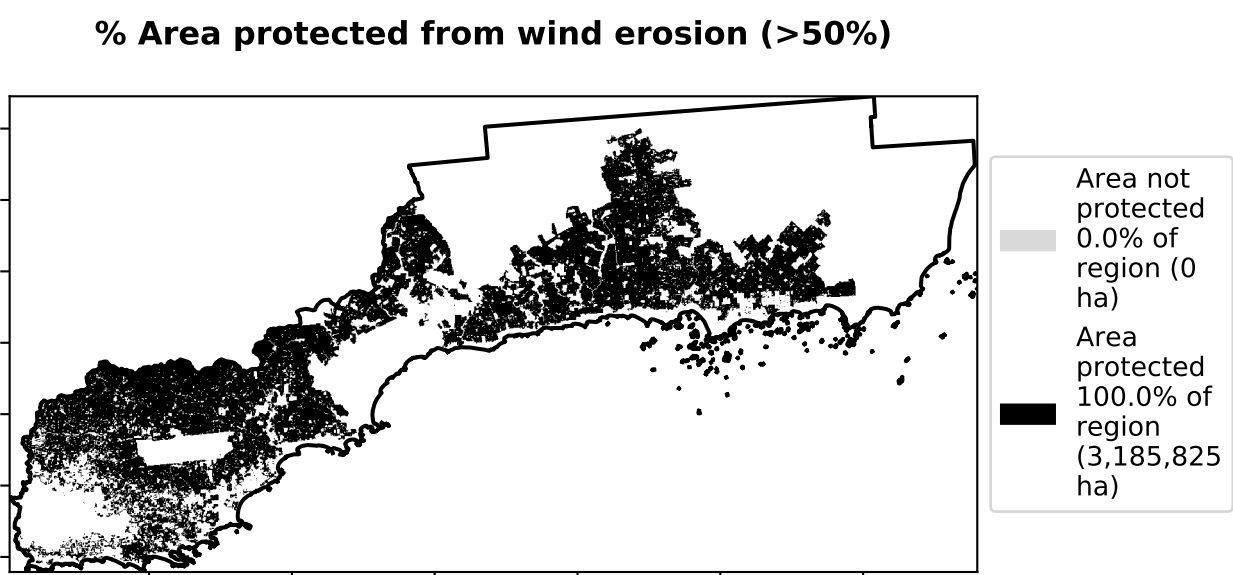 % Area protected from wind erosion (>50%)
Area not
protected
0.0% of
region (0
ha)
Area
protected
100.0% of
region
(3,185,825
ha)